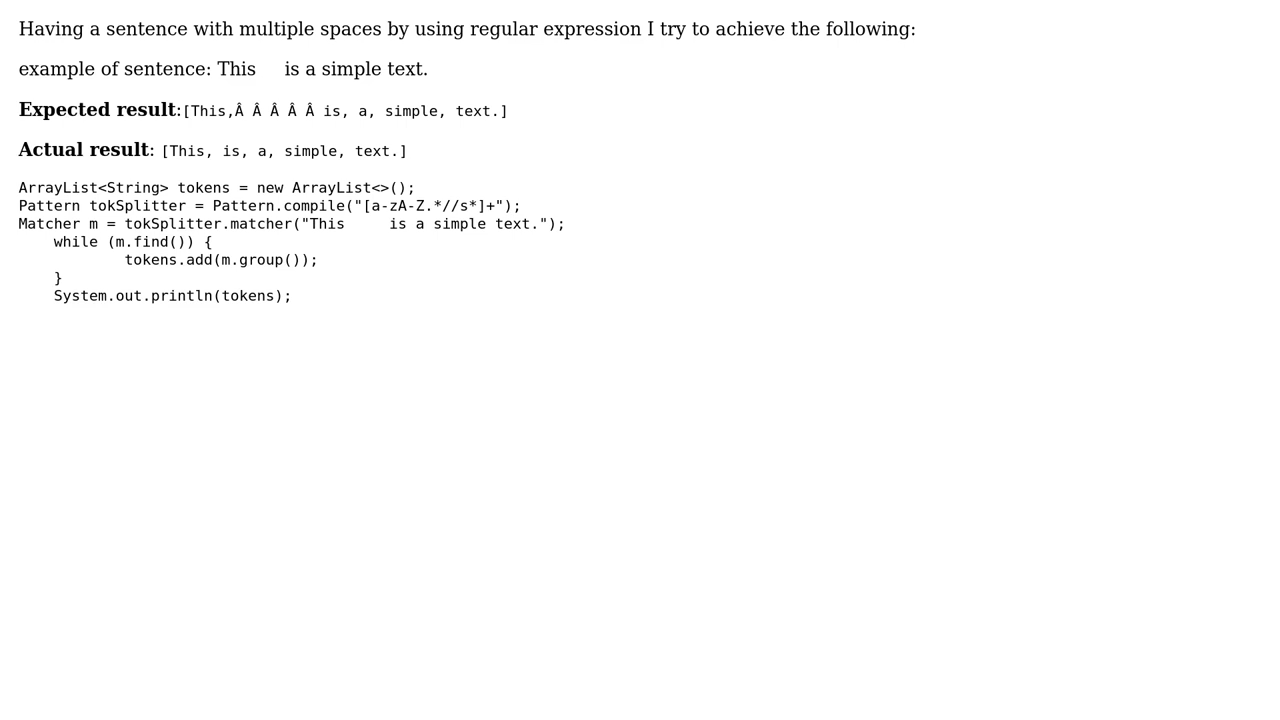 Having a sentence with multiple spaces by using regular expression I try to achieve the following:
example of sentence: This     is a simple text.
Expected result:[This,Â Â Â Â Â is, a, simple, text.]
Actual result: [This, is, a, simple, text.]
ArrayList<String> tokens = new ArrayList<>();
Pattern tokSplitter = Pattern.compile("[a-zA-Z.*//s*]+");
Matcher m = tokSplitter.matcher("This     is a simple text.");
    while (m.find()) {
            tokens.add(m.group());
    }
    System.out.println(tokens);